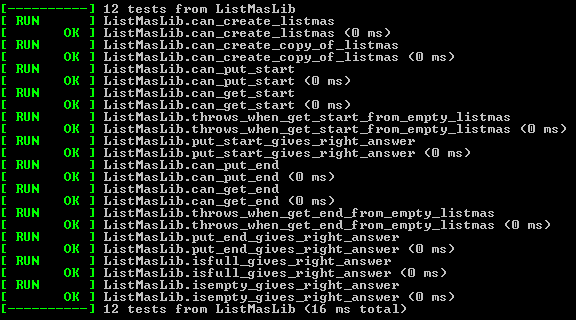 [----------] 12 tests from ListMasLib
[ RUN      ] ListMasLib.can_create_listmas
[       OK ] ListMasLib.can_create_listmas (0 ms)
[ RUN      ] ListMasLib.can_create_copy_of_listmas
[       OK ] ListMasLib.can_create_copy_of_listmas (0 ms)
[ RUN      ] ListMasLib.can_put_start
[       OK ] ListMasLib.can_put_start (0 ms)
[ RUN      ] ListMasLib.can_get_start
[       OK ] ListMasLib.can_get_start (0 ms)
[ RUN      ] ListMasLib.throws_when_get_start_from_empty_listmas
[       OK ] ListMasLib.throws_when_get_start_from_empty_listmas (0 ms)
[ RUN      ] ListMasLib.put_start_gives_right_answer
[       OK ] ListMasLib.put_start_gives_right_answer (0 ms)
[ RUN      ] ListMasLib.can_put_end
[       OK ] ListMasLib.can_put_end (0 ms)
[ RUN      ] ListMasLib.can_get_end
[       OK ] ListMasLib.can_get_end (0 ms)
[ RUN      ] ListMasLib.throws_when_get_end_from_empty_listmas
[       OK ] ListMasLib.throws_when_get_end_from_empty_listmas (0 ms)
[ RUN      ] ListMasLib.put_end_gives_right_answer
[       OK ] ListMasLib.put_end_gives_right_answer (0 ms)
[ RUN      ] ListMasLib.isfull_gives_right_answer
[       OK ] ListMasLib.isfull_gives_right_answer (0 ms)
[ RUN      ] ListMasLib.isempty_gives_right_answer
[       OK ] ListMasLib.isempty_gives_right_answer (0 ms)
[----------] 12 tests from ListMasLib (16 ms total)